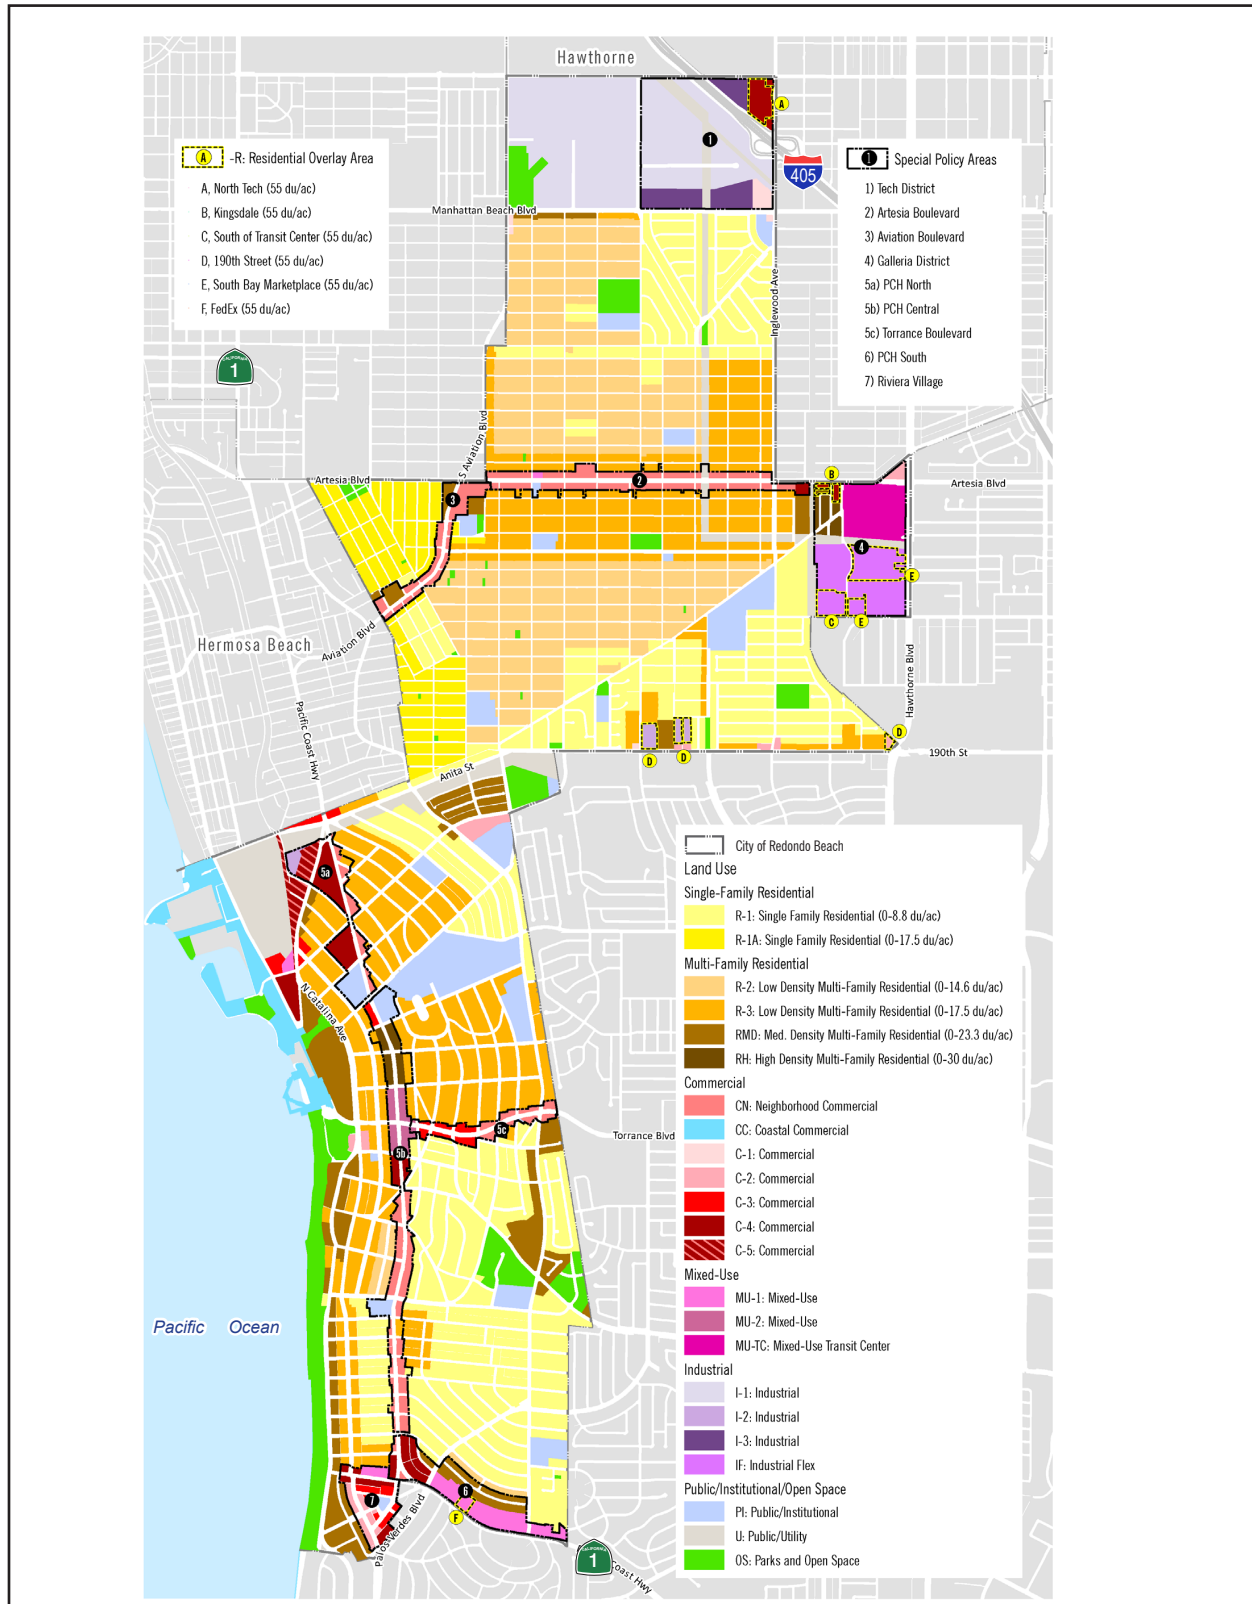 Hawthorne
A
1
A -R: Residential Overlay Area
A, North Tech (55 du/ac)
B, Kingsdale (55 du/ac)
C, South of Transit Center (55 du/ac)
D, 190th Street (55 du/ac)
E, South Bay Marketplace (55 du/ac)
F, FedEx (55 du/ac)
405
1 Special Policy Areas
1) Tech District
2) Artesia Boulevard
3) Aviation Boulevard
4) Galleria District
5a) PCH North
5b) PCH Central
5c) Torrance Boulevard
6) PCH South
7) Riviera Village
Manhattan Beach Blvd
Inglewood Ave
CALIFORNIA
1
S Aviation Blvd
Artesia Blvd
3
2
B
Artesia Blvd
4
E
C
E
Aviation Blvd
Hermosa Beach
Hawthorne Blvd
Pacific Coast Hwy
D
D
D
190th St
Anita St
5a
N Catalina Ave
5c
Torrance Blvd
5b
Pacific Ocean
6
7
F
Palos Verdes Blvd
CALIFORNIA
1
Coast Hwy
City of Redondo Beach
Land Use
Single-Family Residential
R-1: Single Family Residential (0-8.8 du/ac)
R-1A: Single Family Residential (0-17.5 du/ac)
Multi-Family Residential
R-2: Low Density Multi-Family Residential (0-14.6 du/ac)
R-3: Low Density Multi-Family Residential (0-17.5 du/ac)
RMD: Med. Density Multi-Family Residential (0-23.3 du/ac)
RH: High Density Multi-Family Residential (0-30 du/ac)
Commercial
CN: Neighborhood Commercial
CC: Coastal Commercial
C-1: Commercial
C-2: Commercial
C-3: Commercial
C-4: Commercial
C-5: Commercial
Mixed-Use
MU-1: Mixed-Use
MU-2: Mixed-Use
MU-TC: Mixed-Use Transit Center
Industrial
I-1: Industrial
I-2: Industrial
I-3: Industrial
IF: Industrial Flex
Public/Institutional/Open Space
PI: Public/Institutional
U: Public/Utility
OS: Parks and Open Space